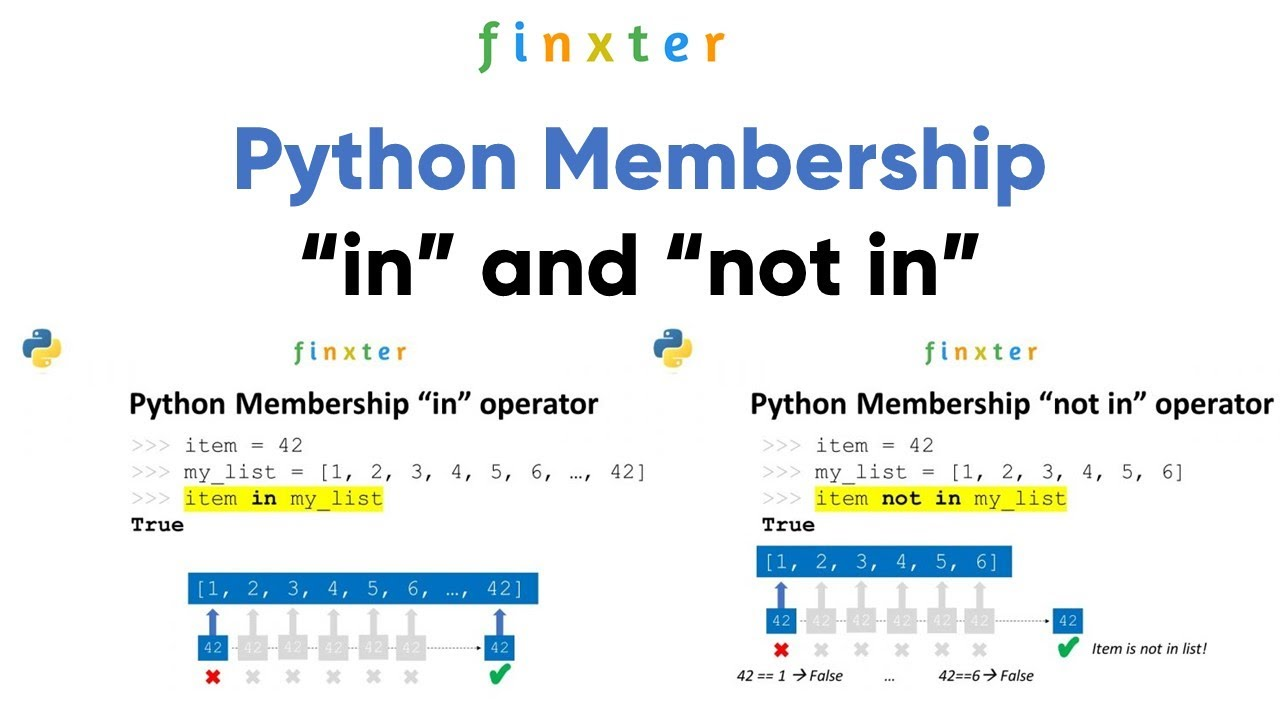 finxter
Python Membership
“in” and “not in”
finxter
Python Membership “in” operator
>>> item = 42
>>> my_list = [1, 2, 3, 4, 5, 6, …, 42]
>>> item in my_list
True
[1, 2, 3, 4, 5, 6, …, 42]
42 42 42 42 42 42 42
finxter
Python Membership “not in” operator
>>> item = 42
>>> my_list = [1, 2, 3, 4, 5, 6]
>>> item not in my_list
True
[1, 2, 3, 4, 5, 6]
42 42 42 42 42 42 42
Item is not in list!
42 == 1 → False … 42==6→ False